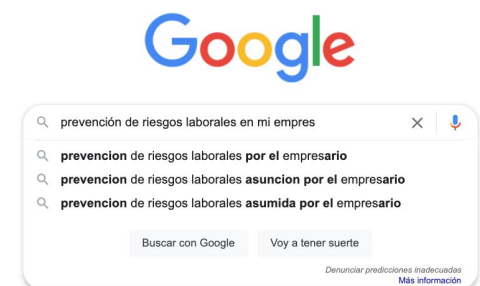 Google
prevención de riesgos laborales en mi empres
prevencion de riesgos laborales por el empresario
prevencion de riesgos laborales asuncion por el empresario
prevencion de riesgos laborales asumida por el empresario
Buscar con Google Voy a tener suerte
Denunciar predicciones inadecuadas
Más información